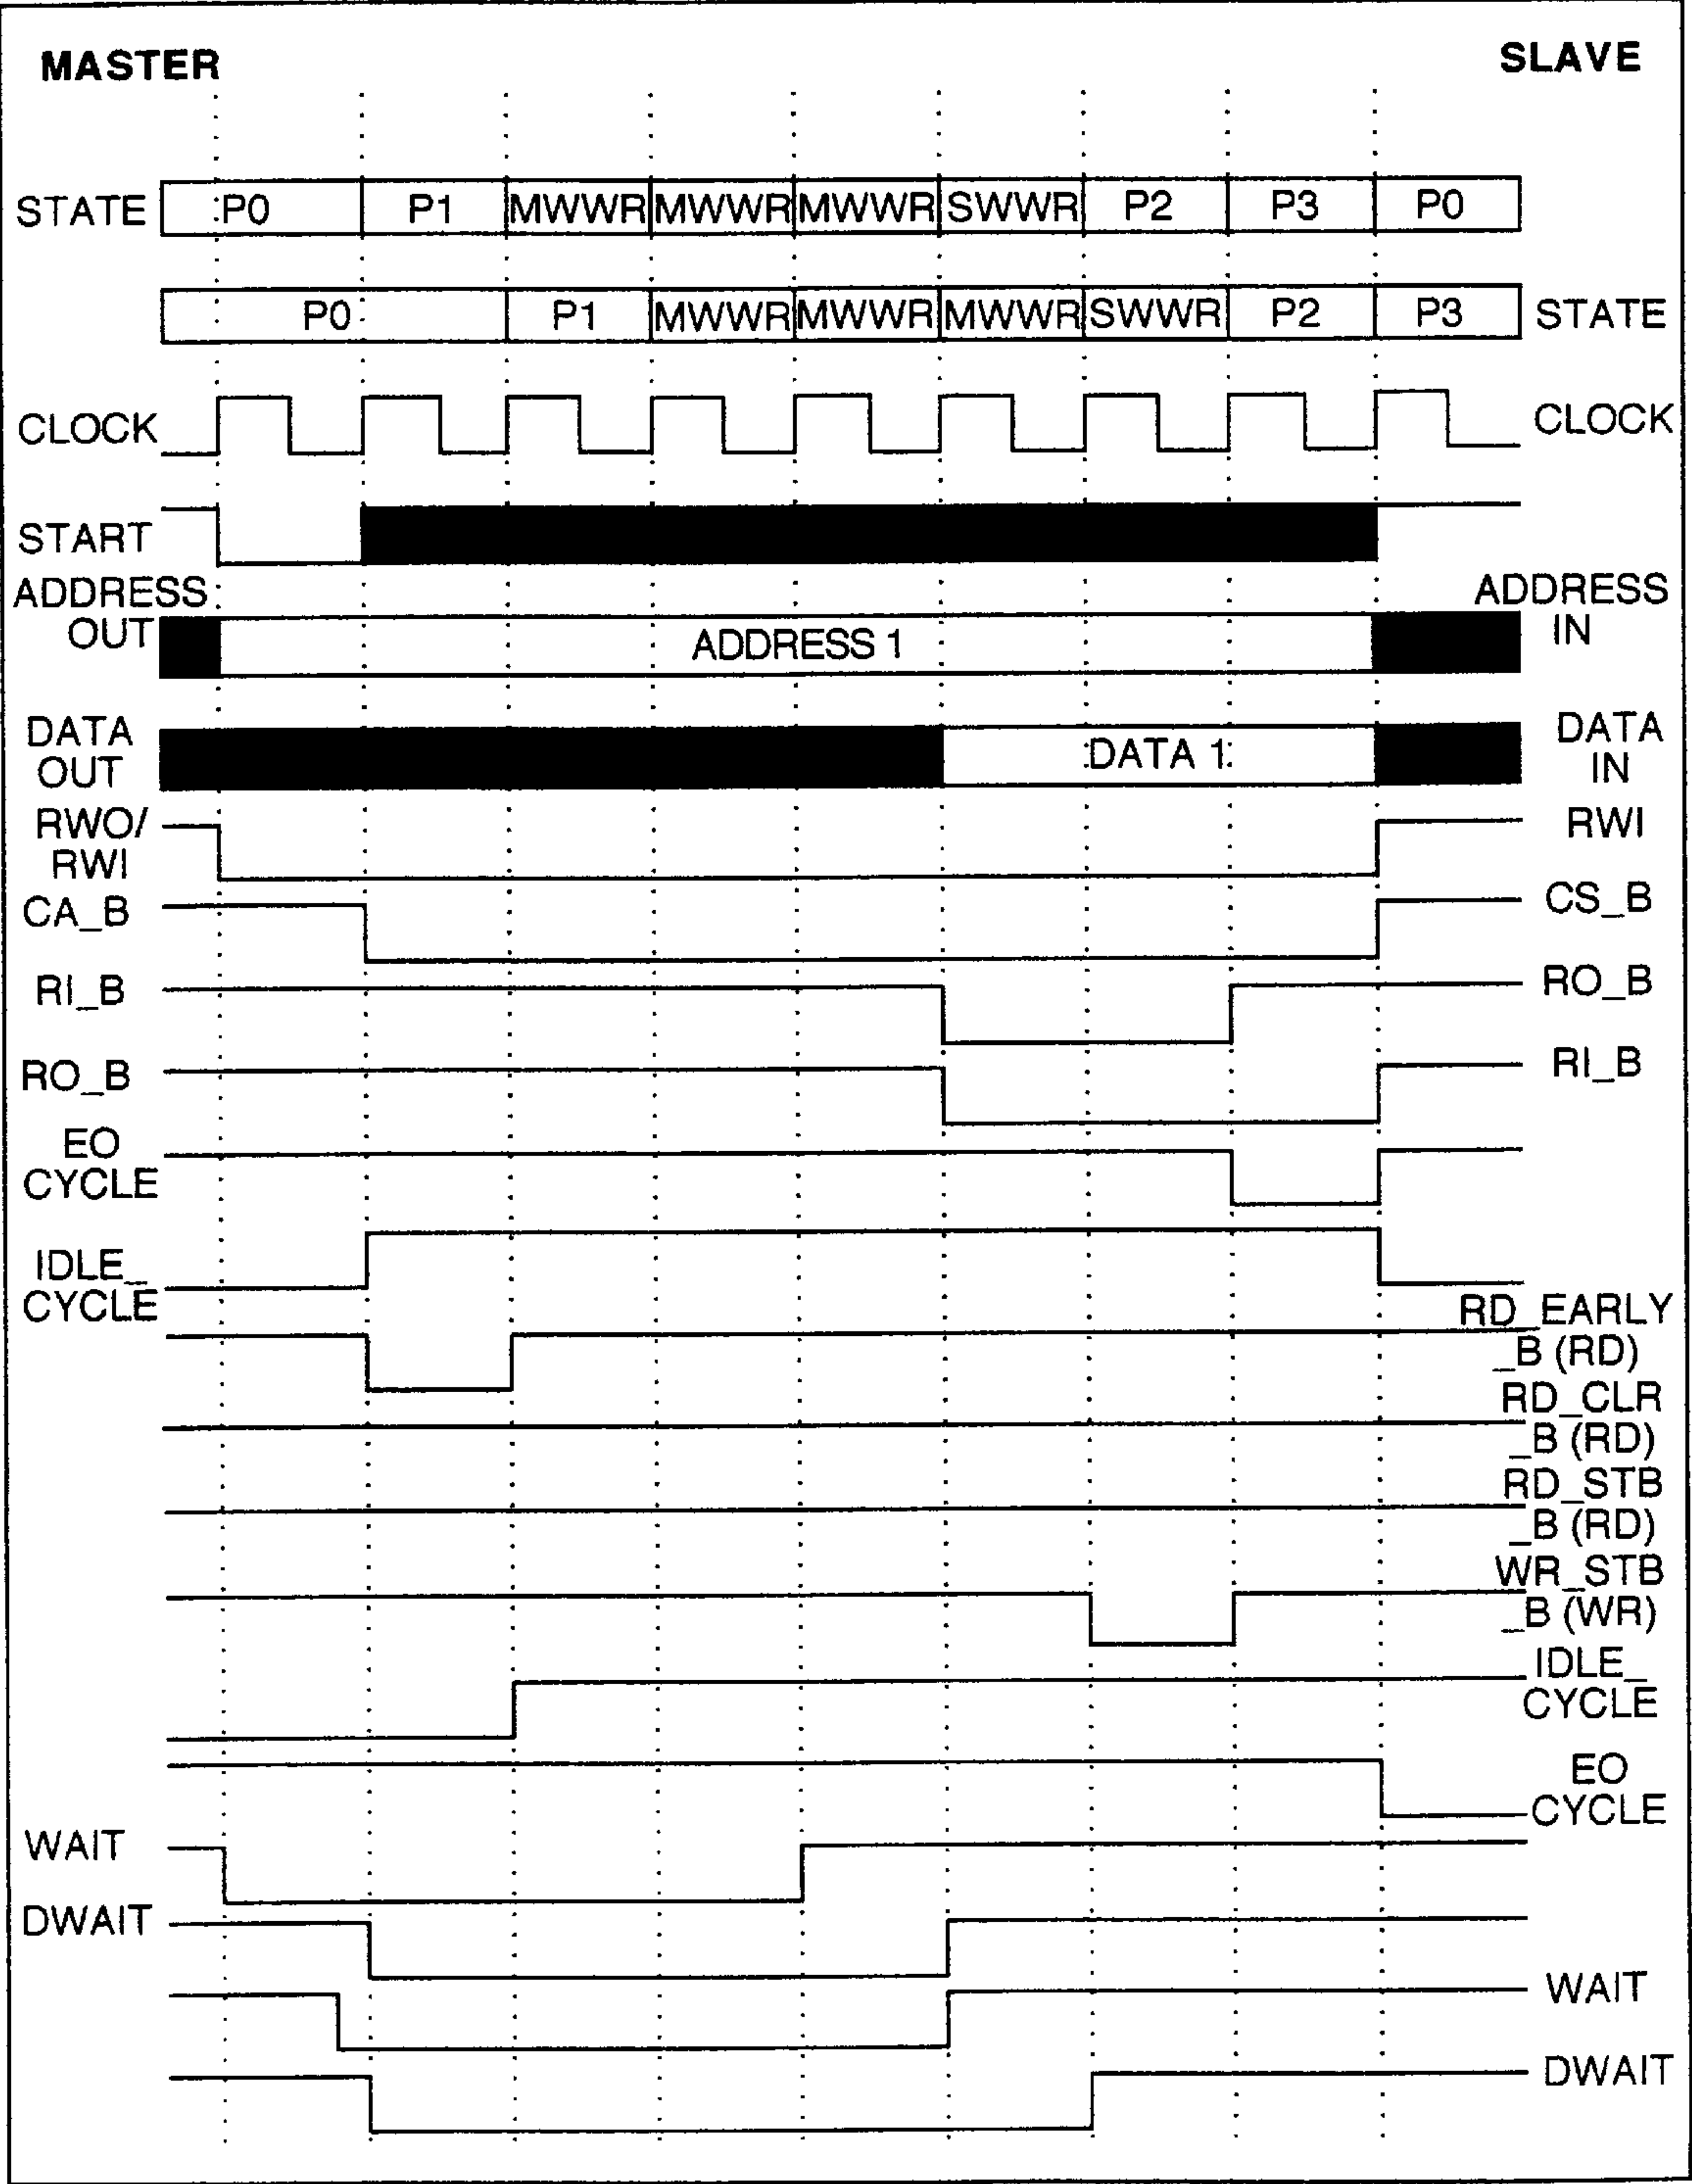 MASTER SLAVE
STATE P0 P1 MWWR MWWR MWWR SWWR P2 P3 P0
P0 P1 MWWR MWWR MWWR SWWR P2 P3 STATE
CLOCK CLOCK
START
ADDRESS ADDRESS
OUT ADDRESS 1 IN
DATA DATA
OUT DATA 1 IN
RWO/ RWI
RWI
CA_B CS_B
RI_B RO_B
RO_B RI_B
EO
CYCLE
IDLE_
CYCLE
RD_EARLY
_B (RD)
RD_CLR
_B (RD)
RD_STB
_B (RD)
WR_STB
_B (WR)
IDLE_
CYCLE
EO
CYCLE
WAIT
DWAIT
WAIT
DWAIT